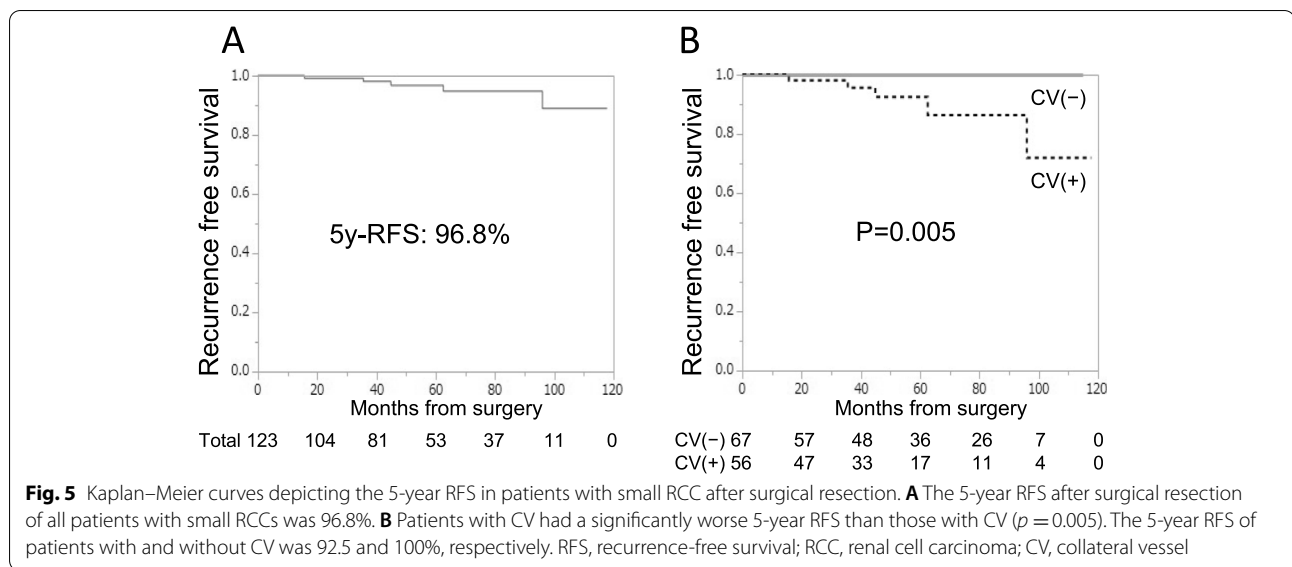 A
Recurrence free survival
1.0
0.8
0.6
0.4
0.2
0.0
5y-RFS: 96.8%
0 20 40 60 80 100 120
Months from surgery
Total 123 104 81 53 37 11 0
B
Recurrence free survival
1.0
0.8
0.6
0.4
0.2
0.0
CV(−)
CV(+)
P=0.005
0 20 40 60 80 100 120
Months from surgery
CV(−) 67 57 48 36 26 7 0
CV(+) 56 47 33 17 11 4 0
Fig. 5 Kaplan–Meier curves depicting the 5-year RFS in patients with small RCC after surgical resection. A The 5-year RFS after surgical resection
of all patients with small RCCs was 96.8%. B Patients with CV had a significantly worse 5-year RFS than those with CV (p = 0.005). The 5-year RFS of
patients with and without CV was 92.5 and 100%, respectively. RFS, recurrence-free survival; RCC, renal cell carcinoma; CV, collateral vessel